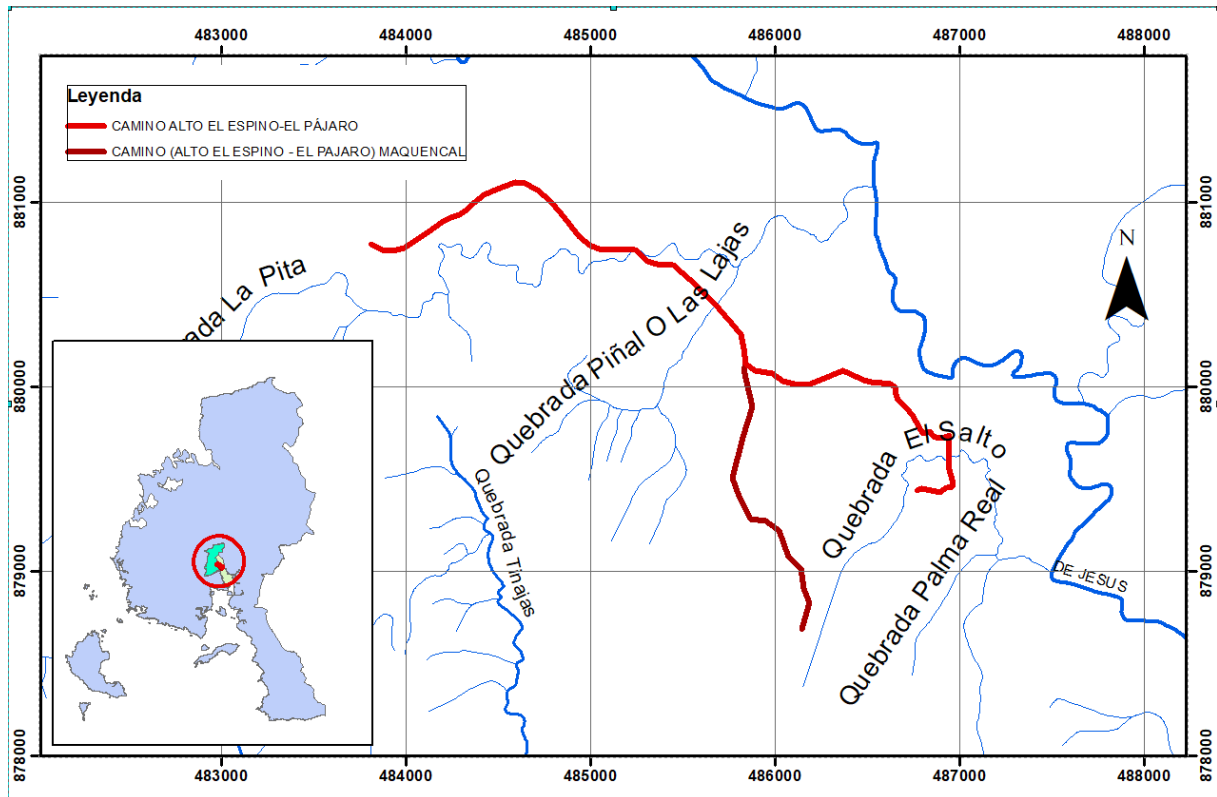 483000 484000 485000 486000 487000 488000
Leyenda
CAMINO ALTO EL ESPINO-EL PÁJARO
CAMINO (ALTO EL ESPINO - EL PAJARO) MAQUENCAL
881000 881000
N
ada La Pita
Quebrada Piñal O Las Lajas
880000 880000
Quebrada El Salto
Quebrada Tinajas
Quebrada Palma Real
879000 879000
DE JESUS
878000 878000
483000 484000 485000 486000 487000 488000